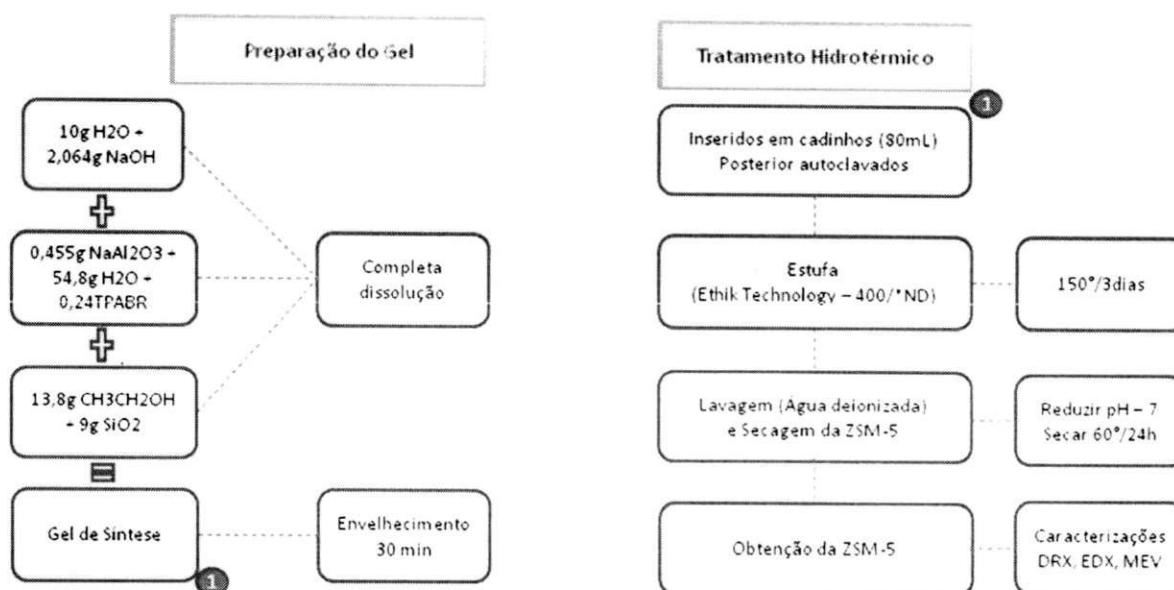 Preparação do Gel
10g H2O +
2,064g NaOH
0,455g NaAl2O3 +
54,8g H2O +
0,24TPABR
13,8g CH3CH2OH
+ 9g SiO2
Gel de Síntese
1
Completa
dissolução
Envelhecimento
30 min
Tratamento Hidrotérmico
1
Inseridos em cadinhos (80mL)
Posterior autoclavados
Estufa
(Ethik Technology – 400/*ND)
150°/3dias
Lavagem (Água deionizada)
e Secagem da ZSM-5
Reduzir pH – 7
Secar 60°/24h
Obtenção da ZSM-5
Caracterizações
DRX, EDX, MEV